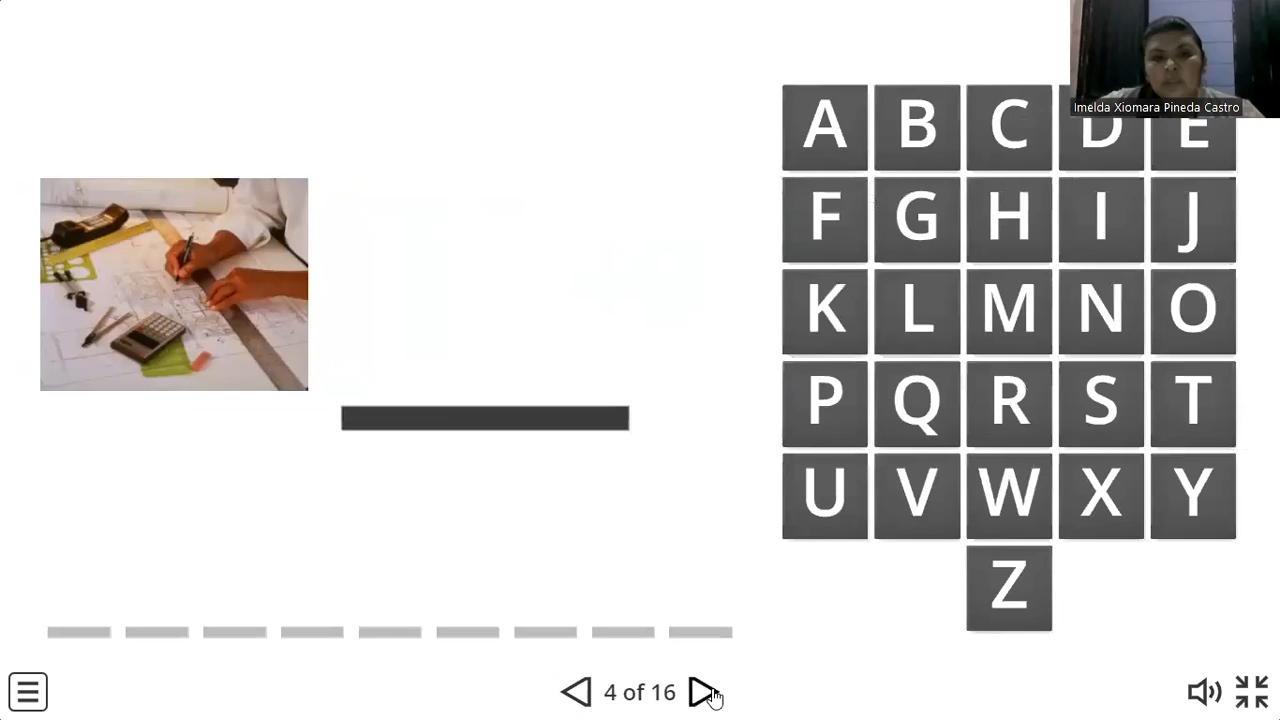 Imelda Xiomara Pineda Castro
A B C D E
F G H I J
K L M N O
P Q R S T
U V W X Y
Z
4 of 16